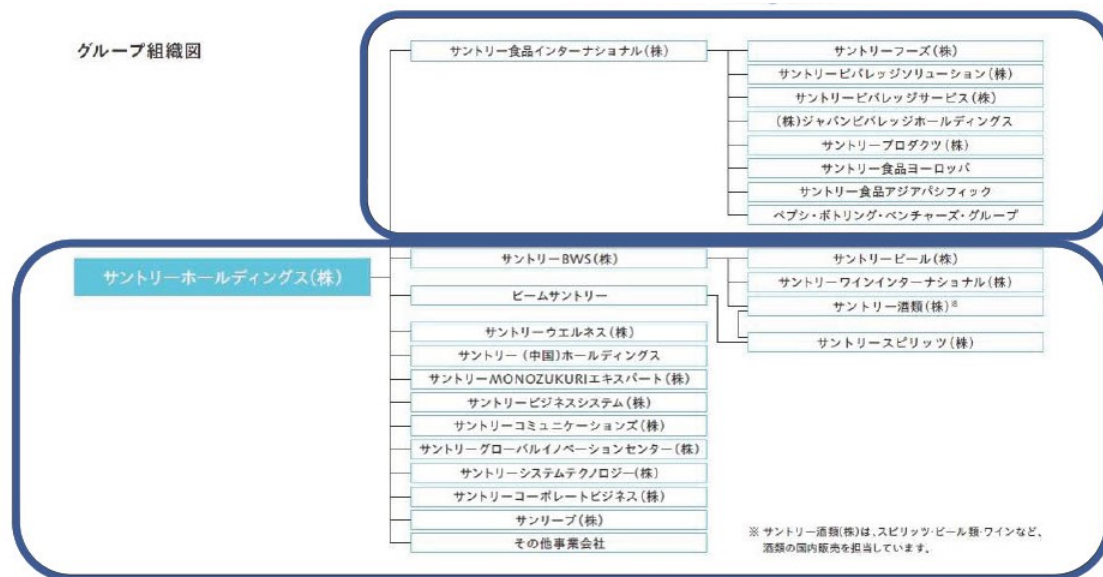 グループ組織図
サントリー食品インターナショナル(株)
サントリーフーズ(株)
サントリービバレッジソリューション(株)
サントリービバレッジサービス(株)
(株)ジャパンビバレッジホールディングス
サントリープロダクツ(株)
サントリー食品ヨーロッパ
サントリー食品アジアパシフィック
ペプシ・ボトリング・ベンチャーズ・グループ
サントリーホールディングス(株)
サントリーBWS(株)
サントリービール(株)
サントリーワインインターナショナル(株)
サントリー酒類(株)※
ビームサントリー
サントリースピリッツ(株)
サントリーウエルネス(株)
サントリー(中国)ホールディングス
サントリーMONOZUKURIエキスパート(株)
サントリービジネスシステム(株)
サントリーコミュニケーションズ(株)
サントリーグローバルイノベーションセンター(株)
サントリーシステムテクノロジー(株)
サントリーコーポレートビジネス(株)
サンリーブ(株)
その他事業会社
※ サントリー酒類(株)は、スピリッツ・ビール類・ワインなど、
酒類の国内販売を担当しています。